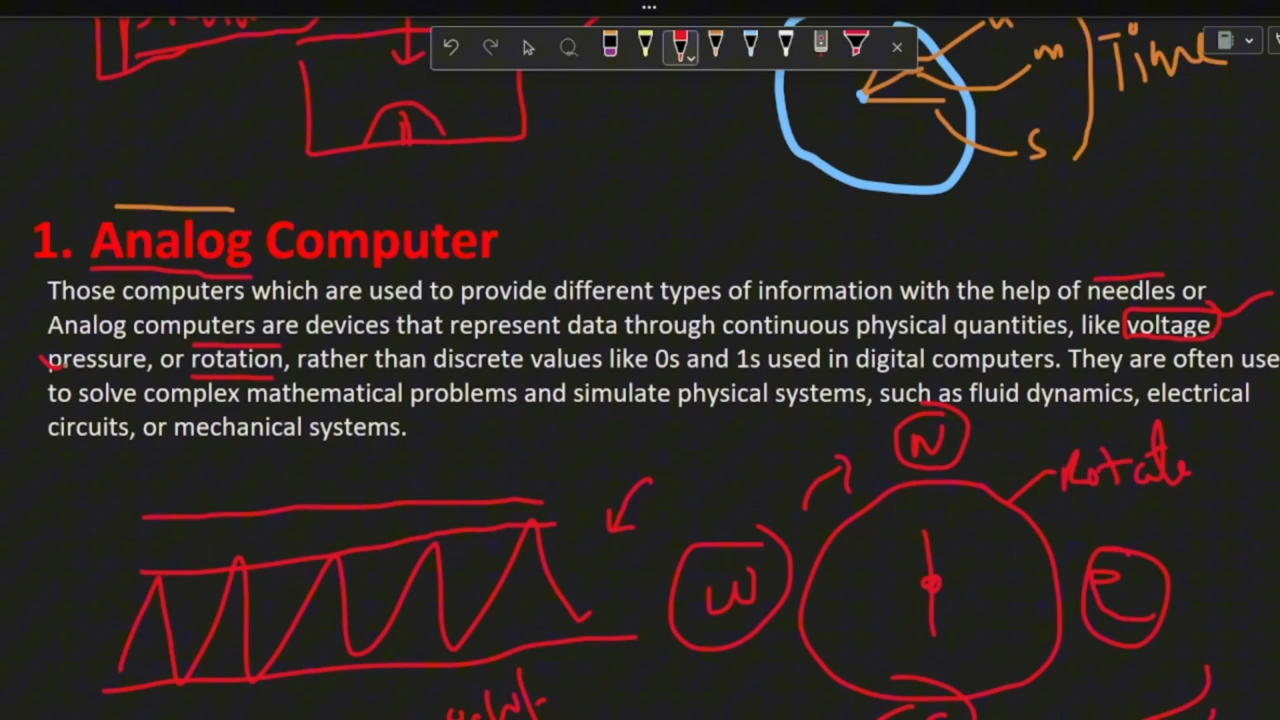 m
Time
s
1. Analog Computer
Those computers which are used to provide different types of information with the help of needles or
Analog computers are devices that represent data through continuous physical quantities, like voltage
pressure, or rotation, rather than discrete values like 0s and 1s used in digital computers. They are often use
to solve complex mathematical problems and simulate physical systems, such as fluid dynamics, electrical
circuits, or mechanical systems.
N
Rotate
W
E